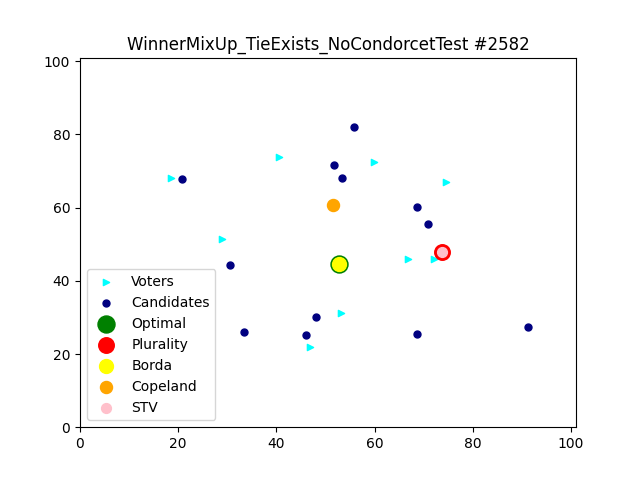 WinnerMixUp_TieExists_NoCondorcetTest #2582
100
80
60
40
20
0
Voters
Candidates
Optimal
Plurality
Borda
Copeland
STV
0 20 40 60 80 100